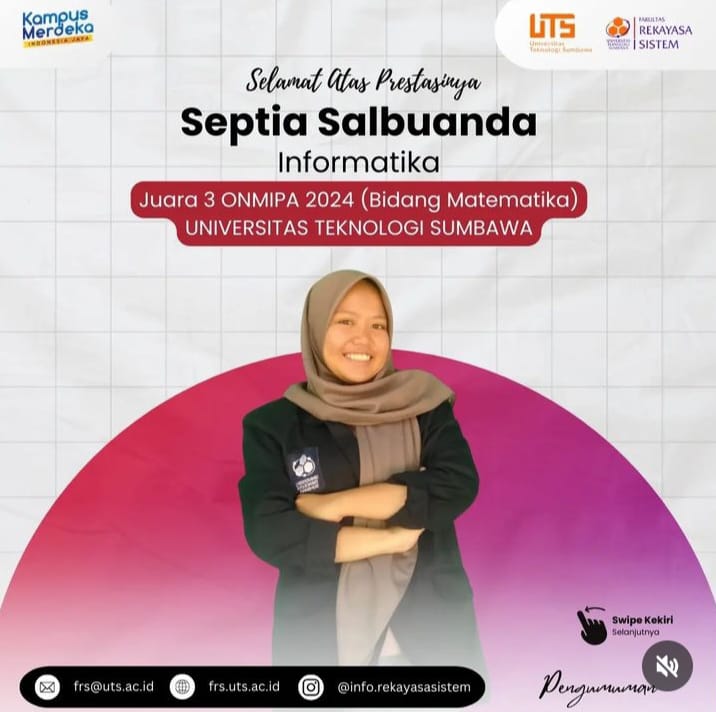 Kampus
Merdeka
INDONESIA JAYA
UTS
Universitas
Teknologi Sumbawa
FAKULTAS
REKAYASA
SISTEM
Selamat Atas Prestasinya
Septia Salbuanda
Informatika
Juara 3 ONMIPA 2024 (Bidang Matematika)
UNIVERSITAS TEKNOLOGI SUMBAWA
Swipe Kekiri
Selanjutnya
Pengumuman
frs@uts.ac.id
frs.uts.ac.id
@info.rekayasasistem